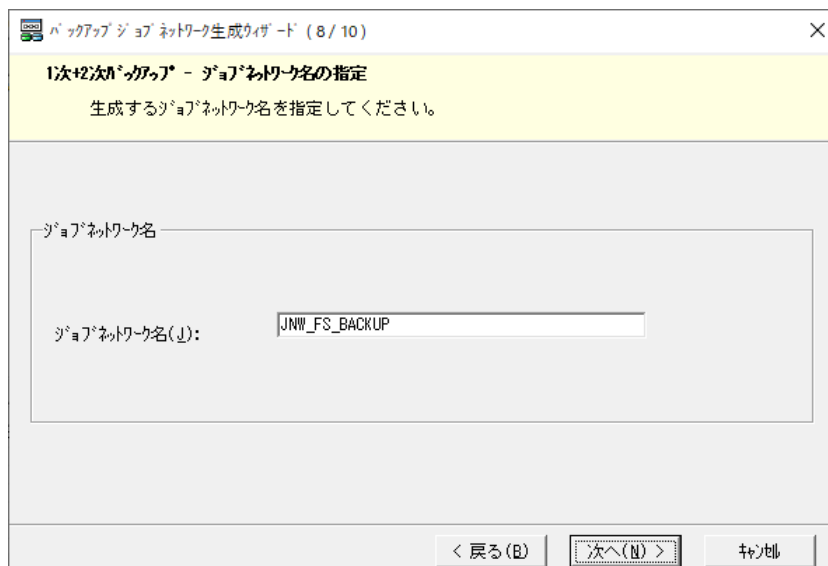 ﾊﾞｯｸｱｯﾌﾟｼﾞｮﾌﾞﾈｯﾄﾜｰｸ生成ｳｨｻﾞｰﾄﾞ ( 8 / 10 )
1次+2次ﾊﾞｯｸｱｯﾌﾟ - ｼﾞｮﾌﾞﾈｯﾄﾜｰｸ名の指定
生成するｼﾞｮﾌﾞﾈｯﾄﾜｰｸ名を指定してください。
ｼﾞｮﾌﾞﾈｯﾄﾜｰｸ名
ｼﾞｮﾌﾞﾈｯﾄﾜｰｸ名(J): JNW_FS_BACKUP
< 戻る(B) 次へ(N) > ｷｬﾝｾﾙ